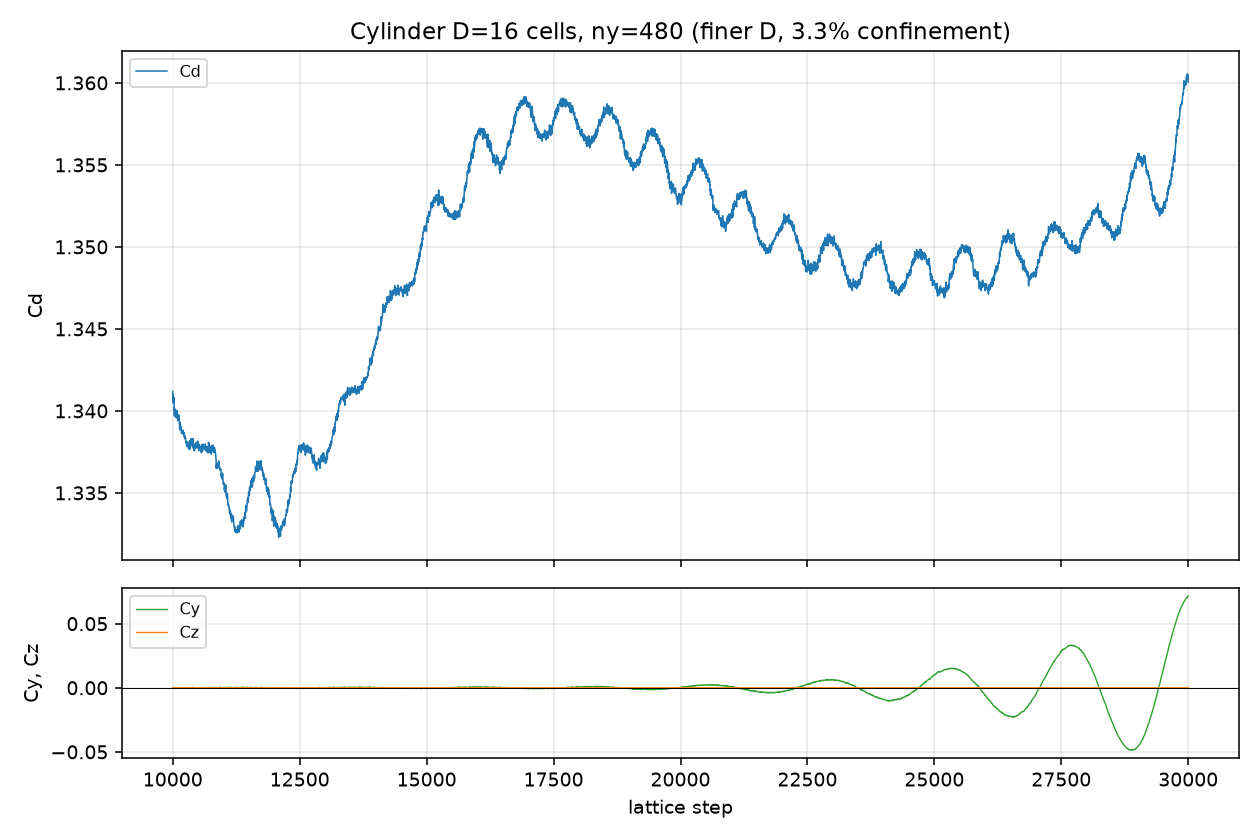 Cylinder D=16 cells, ny=480 (finer D, 3.3% confinement)
Cd
1.360
1.355
1.350
1.345
1.340
1.335
Cd
Cy
Cz
0.05
0.00
−0.05
Cy, Cz
10000 12500 15000 17500 20000 22500 25000 27500 30000
lattice step